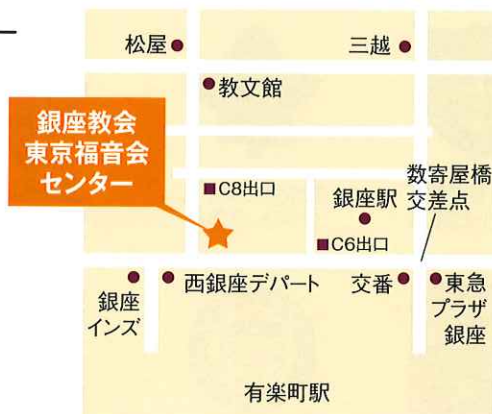 松屋
三越
教文館
銀座教会
東京福音会
センター
C8出口
銀座駅
数寄屋橋
交差点
C6出口
銀座
インズ
西銀座デパート
交番
東急
プラザ
銀座
有楽町駅